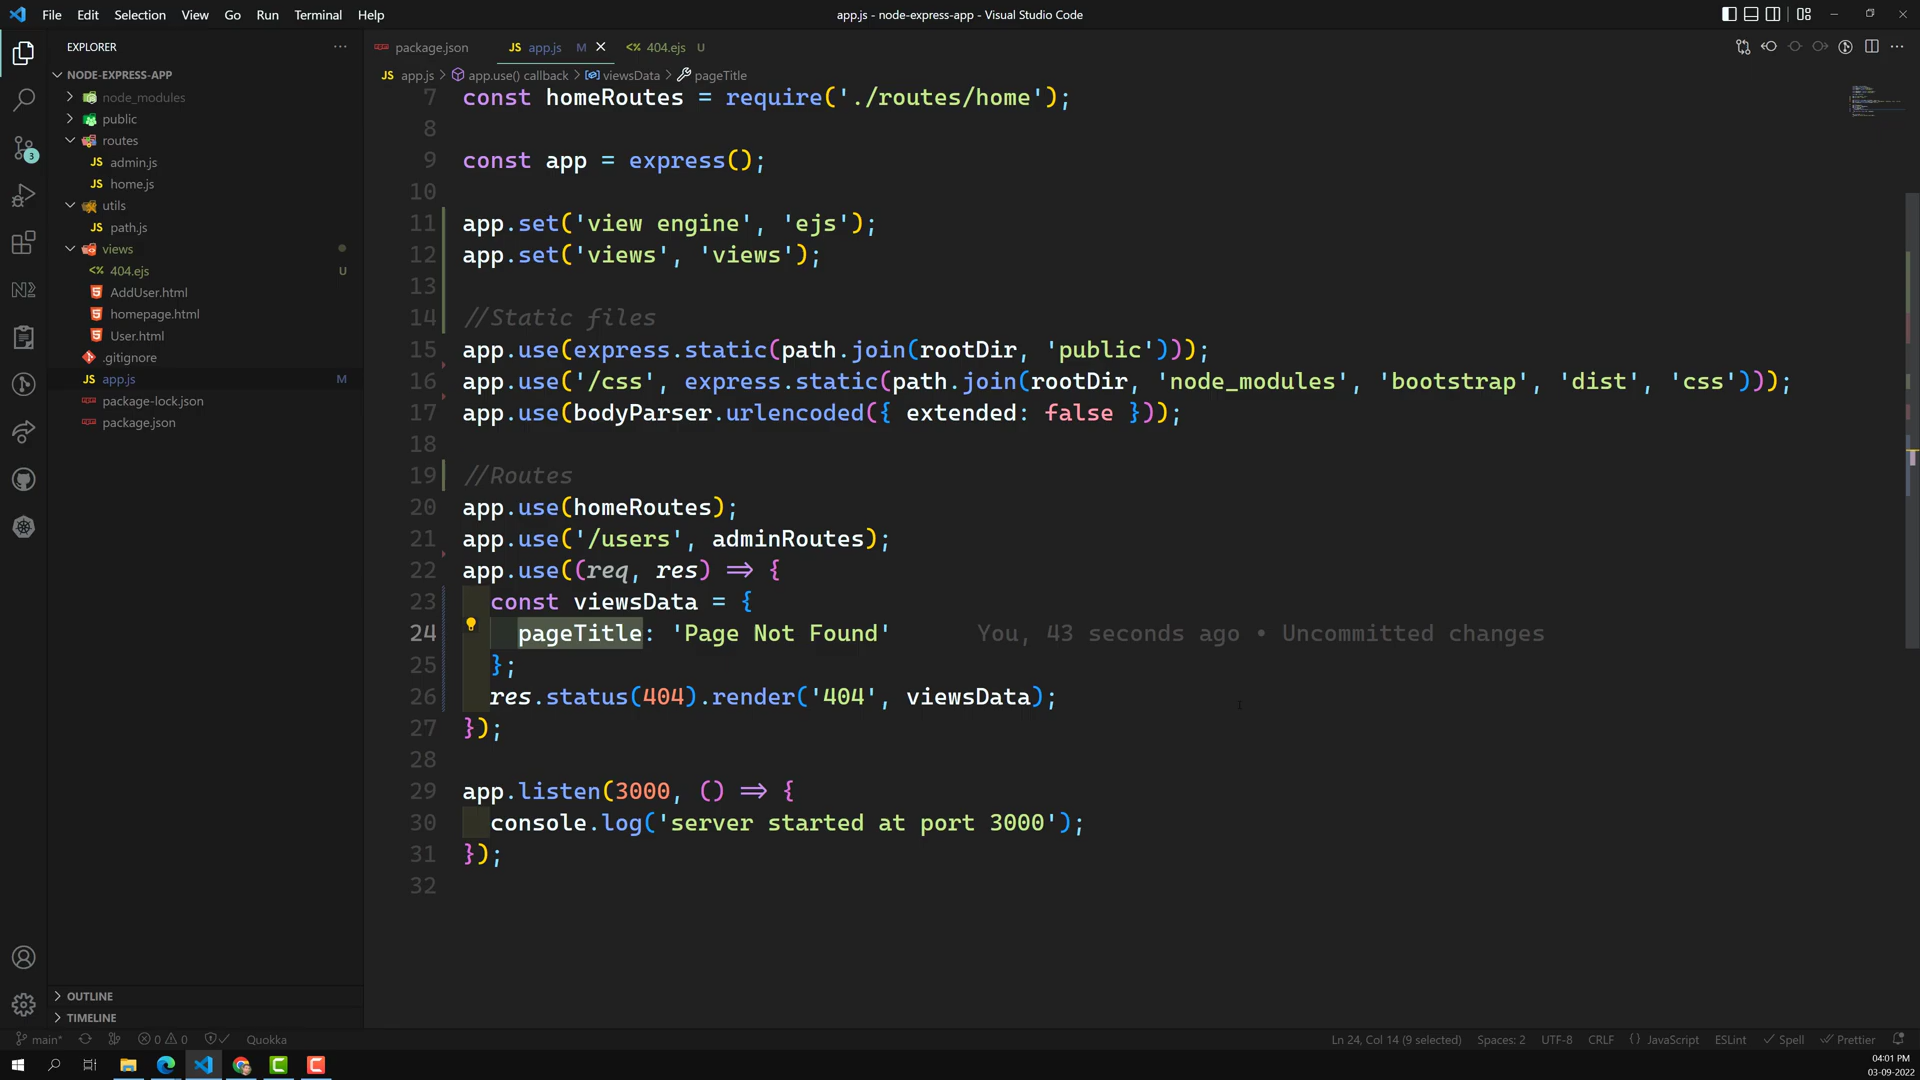 File Edit Selection View Go Run Terminal Help
app.js - node-express-app - Visual Studio Code
EXPLORER
NODE-EXPRESS-APP
node_modules
public
routes
JS admin.js
JS home.js
utils
JS path.js
views
<% 404.ejs U
AddUser.html
homepage.html
User.html
.gitignore
JS app.js M
package-lock.json
package.json
OUTLINE
TIMELINE
package.json JS app.js M <% 404.ejs U
JS app.js > app.use() callback > viewsData > pageTitle
7 const homeRoutes = require('./routes/home');
8
9 const app = express();
10
11 app.set('view engine', 'ejs');
12 app.set('views', 'views');
13
14 //Static files
15 app.use(express.static(path.join(rootDir, 'public')));
16 app.use('/css', express.static(path.join(rootDir, 'node_modules', 'bootstrap', 'dist', 'css')));
17 app.use(bodyParser.urlencoded({ extended: false }));
18
19 //Routes
20 app.use(homeRoutes);
21 app.use('/users', adminRoutes);
22 app.use((req, res) => {
23 const viewsData = {
24 pageTitle: 'Page Not Found' You, 43 seconds ago • Uncommitted changes
25 };
26 res.status(404).render('404', viewsData);
27 });
28
29 app.listen(3000, () => {
30 console.log('server started at port 3000');
31 });
32
3
main* 0 0 Quokka
Ln 24, Col 14 (9 selected) Spaces: 2 UTF-8 CRLF {} JavaScript ESLint Spell Prettier
04:01 PM
03-09-2022